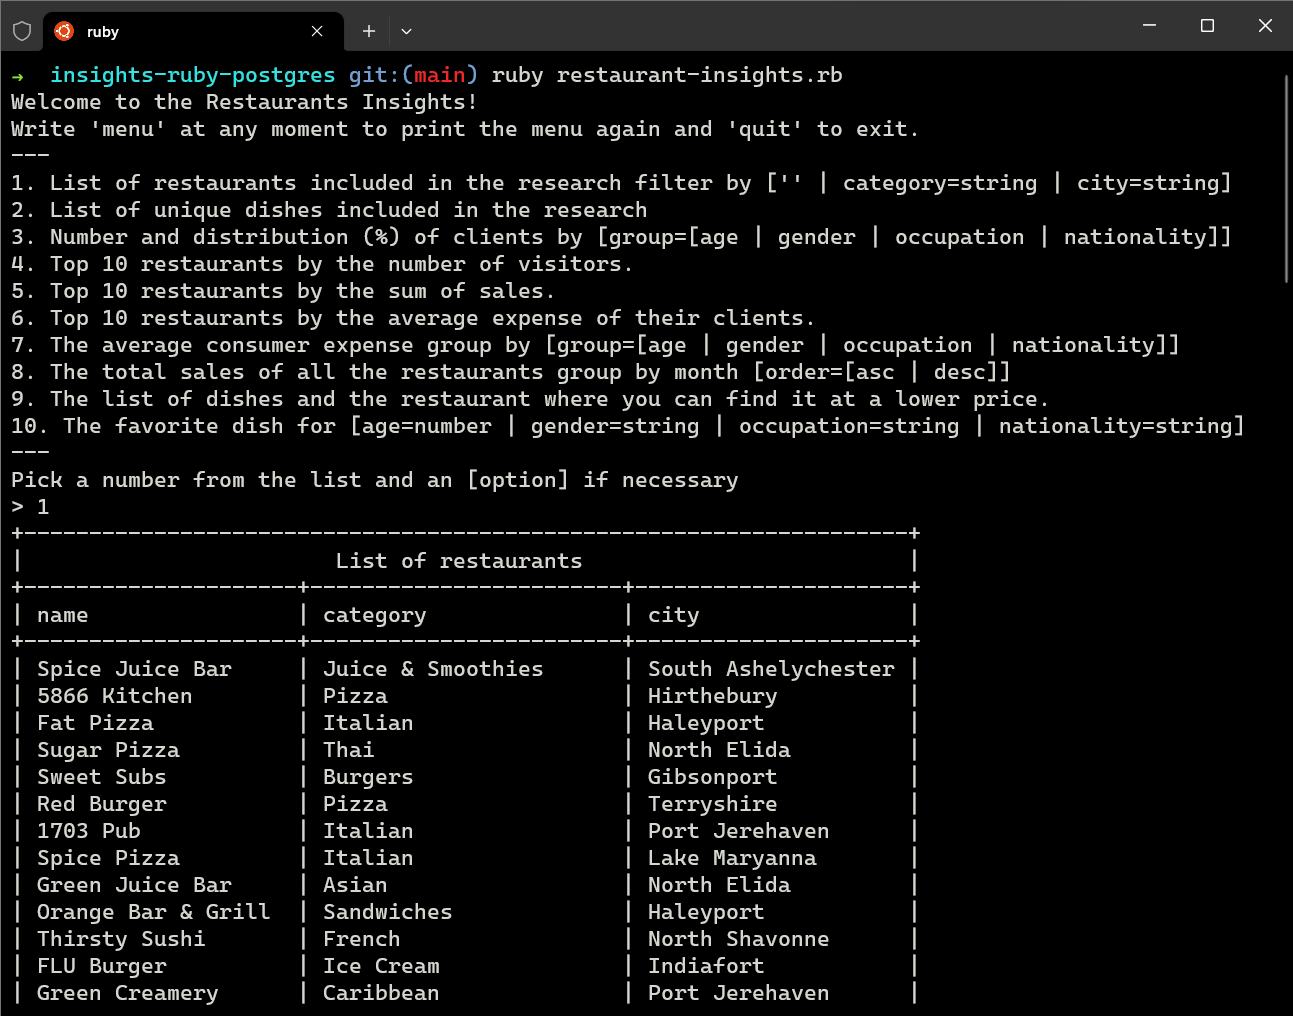 ruby
→ insights-ruby-postgres git:(main) ruby restaurant-insights.rb
Welcome to the Restaurants Insights!
Write 'menu' at any moment to print the menu again and 'quit' to exit.
---
1. List of restaurants included in the research filter by ['' | category=string | city=string]
2. List of unique dishes included in the research
3. Number and distribution (%) of clients by [group=[age | gender | occupation | nationality]]
4. Top 10 restaurants by the number of visitors.
5. Top 10 restaurants by the sum of sales.
6. Top 10 restaurants by the average expense of their clients.
7. The average consumer expense group by [group=[age | gender | occupation | nationality]]
8. The total sales of all the restaurants group by month [order=[asc | desc]]
9. The list of dishes and the restaurant where you can find it at a lower price.
10. The favorite dish for [age=number | gender=string | occupation=string | nationality=string]
---
Pick a number from the list and an [option] if necessary
> 1
+--------------------------------------------------------------------+
|                        List of restaurants                         |
+---------------------+------------------------+---------------------+
| name                | category               | city                |
+---------------------+------------------------+---------------------+
| Spice Juice Bar     | Juice & Smoothies      | South Ashelychester |
| 5866 Kitchen        | Pizza                  | Hirthebury          |
| Fat Pizza           | Italian                | Haleyport           |
| Sugar Pizza         | Thai                   | North Elida         |
| Sweet Subs          | Burgers                | Gibsonport          |
| Red Burger          | Pizza                  | Terryshire          |
| 1703 Pub            | Italian                | Port Jerehaven      |
| Spice Pizza         | Italian                | Lake Maryanna       |
| Green Juice Bar     | Asian                  | North Elida         |
| Orange Bar & Grill  | Sandwiches             | Haleyport           |
| Thirsty Sushi       | French                 | North Shavonne      |
| FLU Burger          | Ice Cream              | Indiafort           |
| Green Creamery      | Caribbean              | Port Jerehaven      |